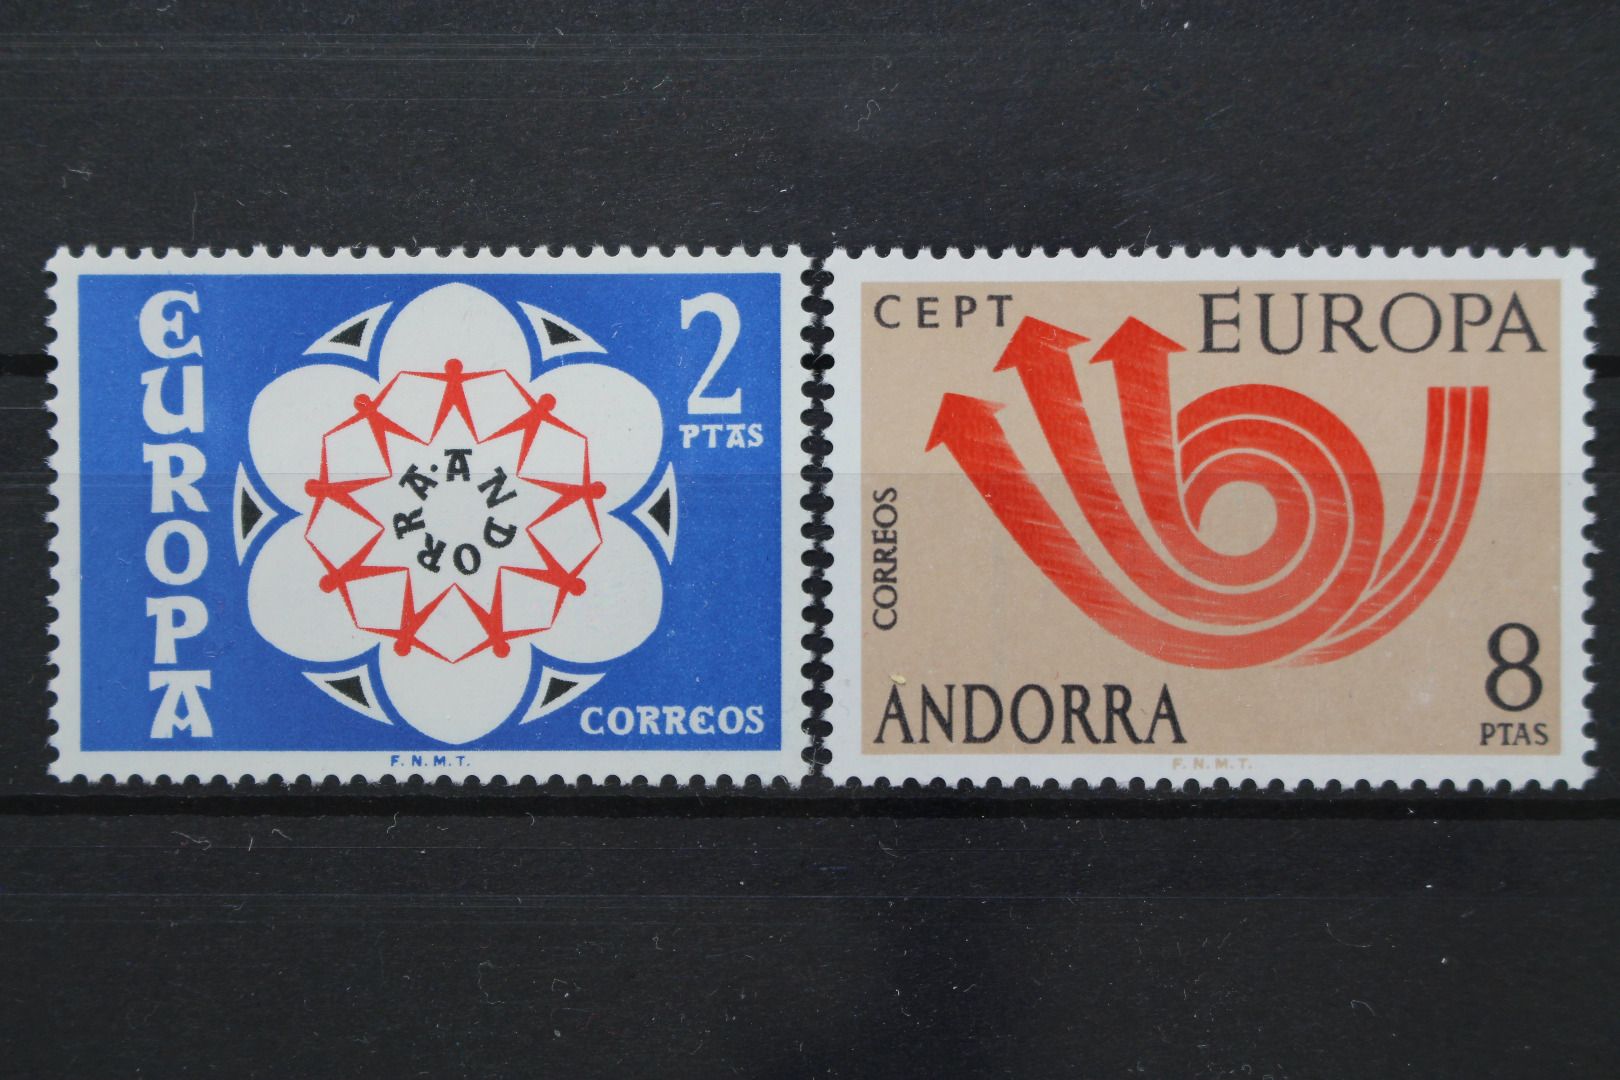 EUROPA
2
PTAS
ANDORRA·
CORREOS
F.N.M.T.
CEPT EUROPA
CORREOS
ANDORRA
8
PTAS
F.N.M.T.